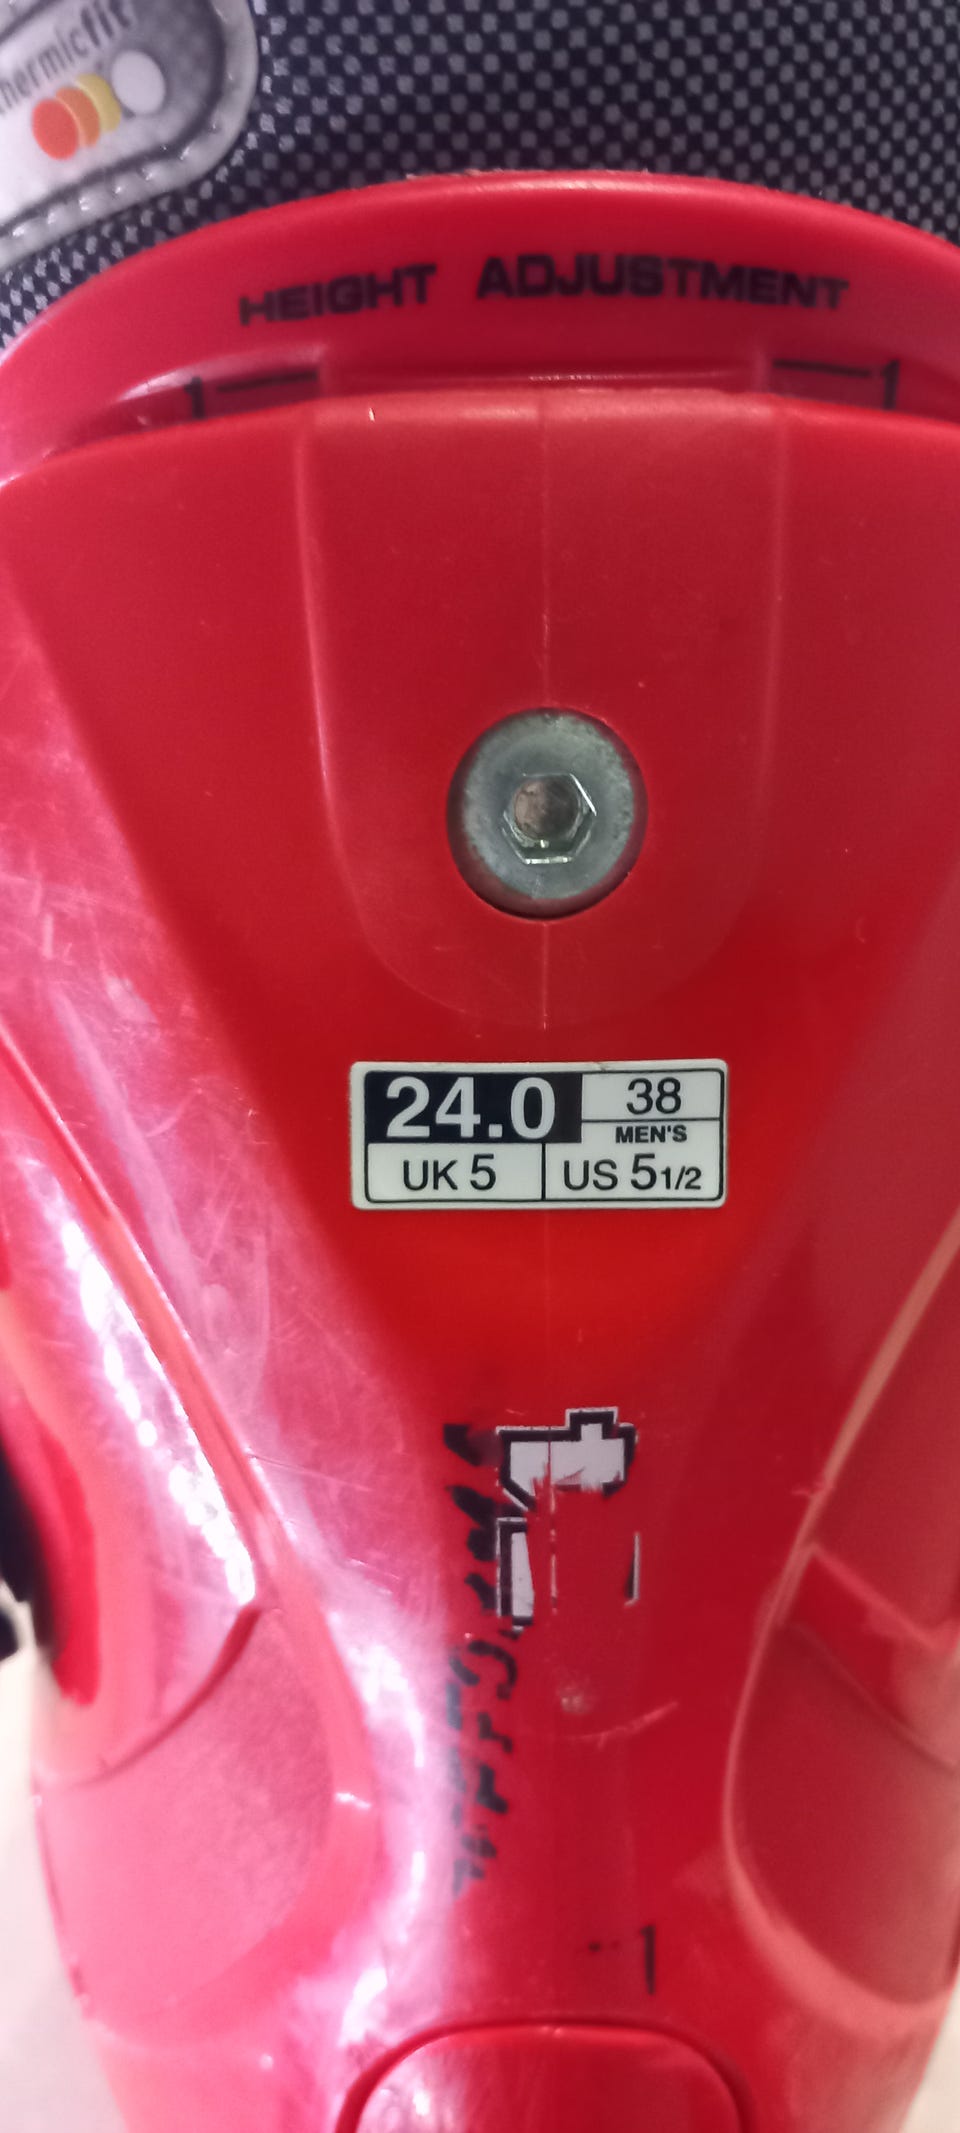 thermicfit
HEIGHT ADJUSTMENT
1 1
24.0 38
MEN'S
UK 5 US 5 1/2
1